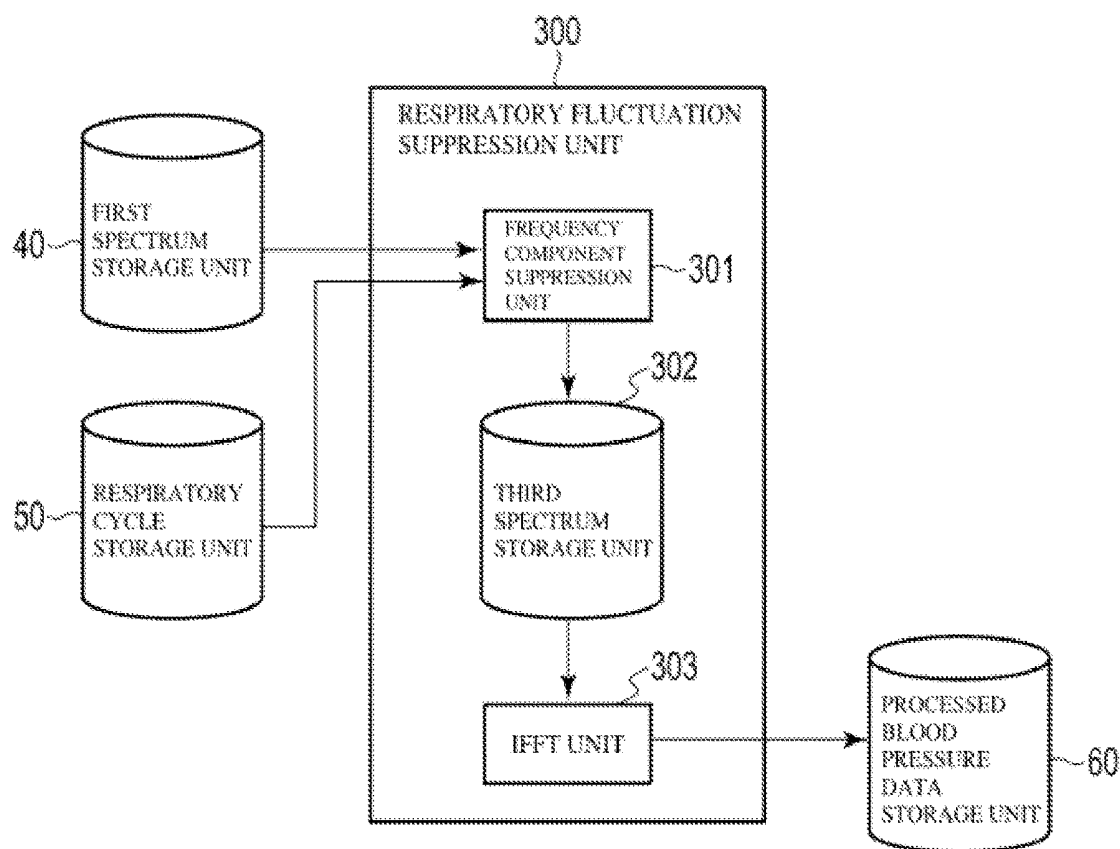 300
RESPIRATORY FLUCTUATION
SUPPRESSION UNIT
FIRST
SPECTRUM
STORAGE UNIT
40
FREQUENCY
COMPONENT
SUPPRESSION
UNIT
301
302
RESPIRATORY
CYCLE
STORAGE UNIT
50
THIRD
SPECTRUM
STORAGE UNIT
303
IFFT UNIT
PROCESSED
BLOOD
PRESSURE
DATA
STORAGE UNIT
60